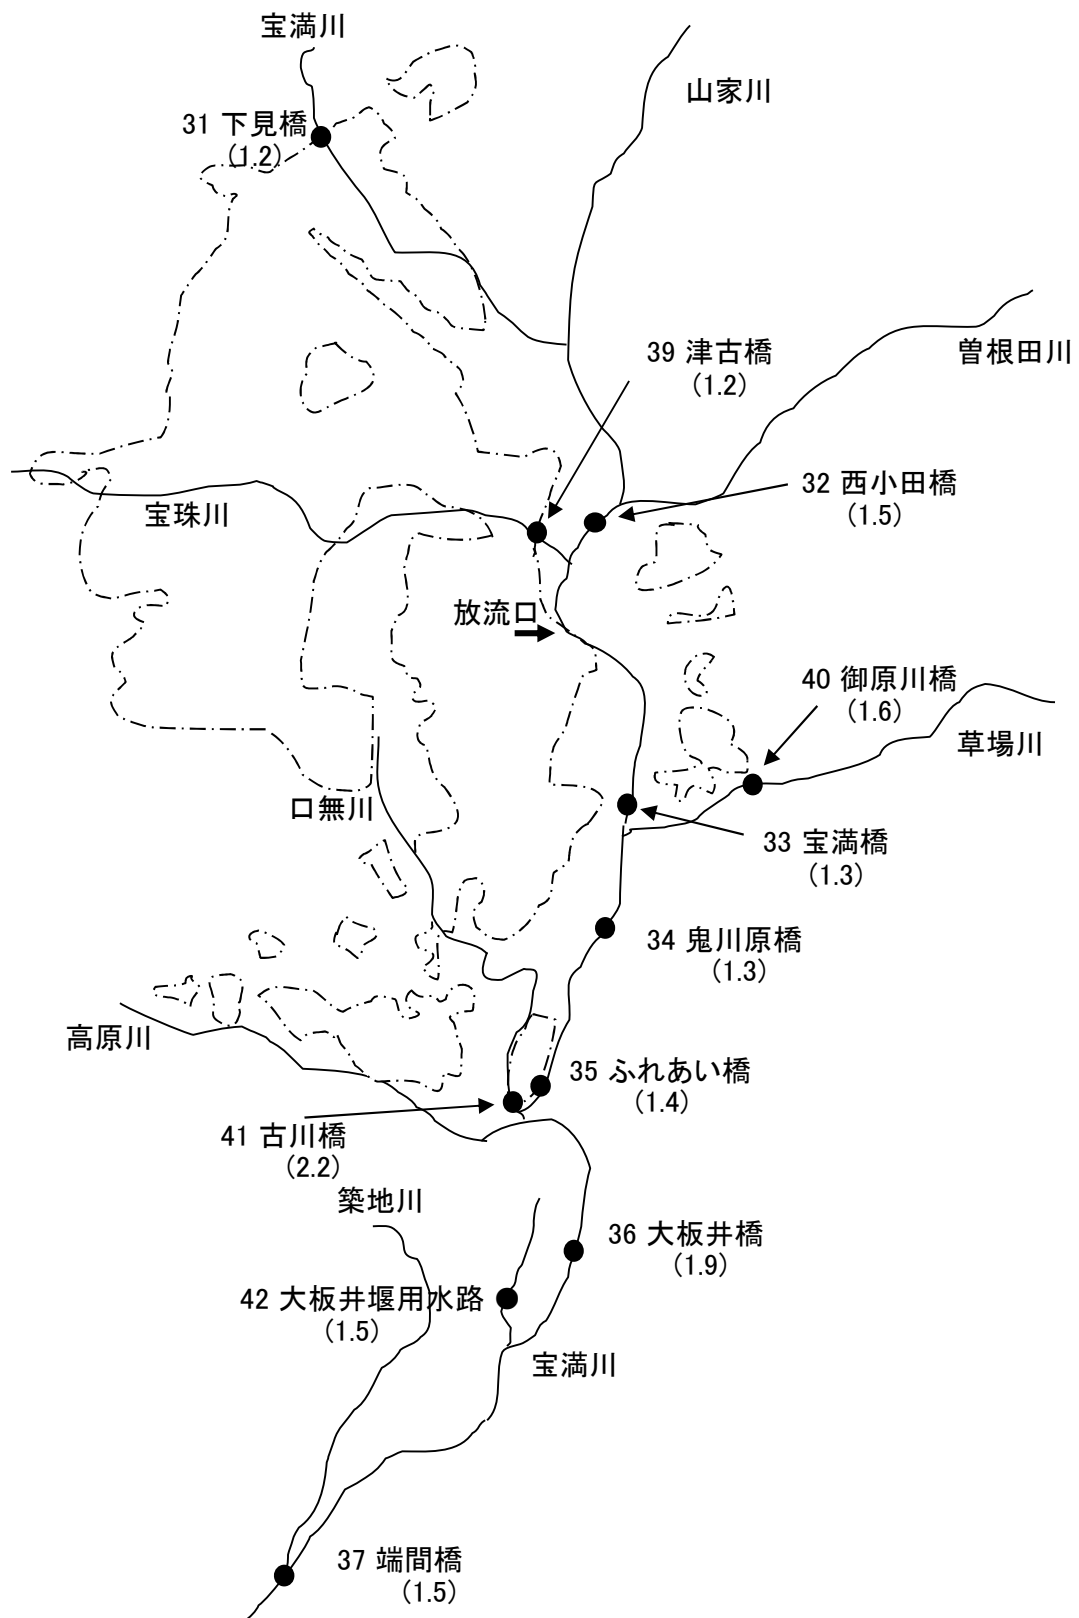 宝満川
山家川
31 下見橋
(1.2)
39 津古橋
(1.2)
曽根田川
32 西小田橋
(1.5)
宝珠川
放流口
40 御原川橋
(1.6)
草場川
口無川
33 宝満橋
(1.3)
34 鬼川原橋
(1.3)
高原川
35 ふれあい橋
(1.4)
41 古川橋
(2.2)
築地川
36 大板井橋
(1.9)
42 大板井堰用水路
(1.5)
宝満川
37 端間橋
(1.5)